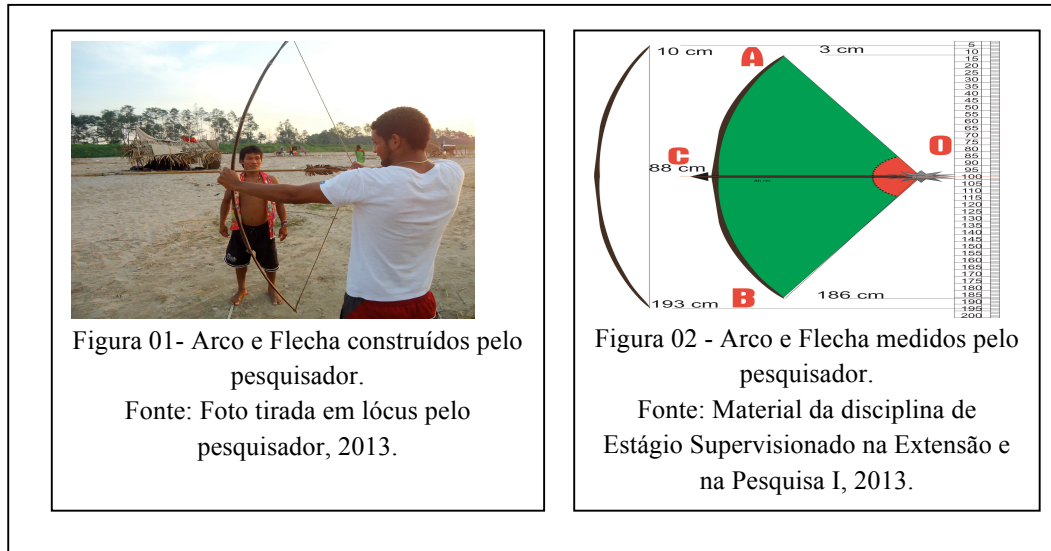 10 cm
3 cm
A
O
C
88 cm
B
193 cm
186 cm
5
10
15
20
25
30
35
40
45
50
55
60
65
70
75
80
85
90
95
100
105
110
115
120
125
130
135
140
145
150
155
160
165
170
175
180
185
190
195
200
Figura 01- Arco e Flecha construídos pelo
pesquisador.
Fonte: Foto tirada em lócus pelo
pesquisador, 2013.
Figura 02 - Arco e Flecha medidos pelo
pesquisador.
Fonte: Material da disciplina de
Estágio Supervisionado na Extensão e
na Pesquisa I, 2013.